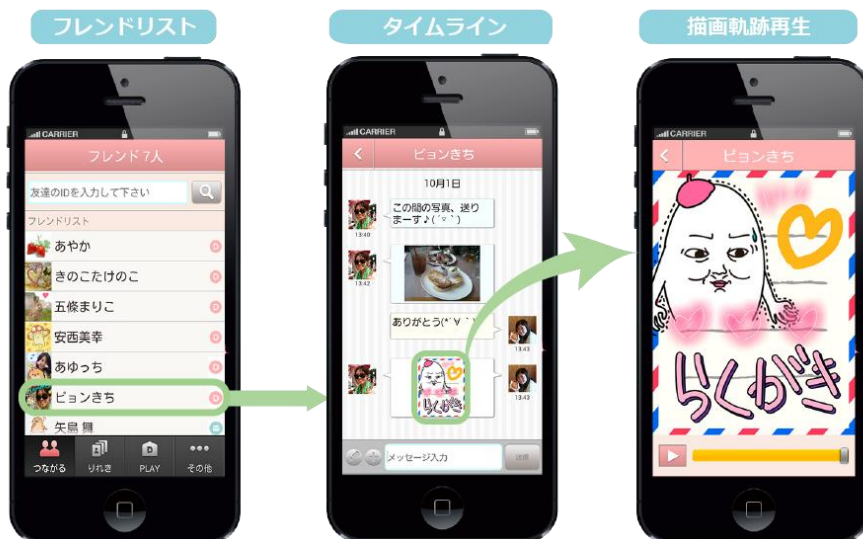 フレンドリスト
タイムライン
描画軌跡再生
CARRIER
フレンド 7人
友達のIDを入力して下さい
フレンドリスト
あやか
きのこたけのこ
五條まりこ
安西美幸
あゆっち
ピョンきち
矢島 舞
つながる
りれき
PLAY
その他
CARRIER
ピョンきち
10月1日
この間の写真、送り
まーす♪(´▽｀)
13:40
13:42
ありがとう(*´∀｀)
13:43
らくがき
13:43
メッセージ入力
送信
CARRIER
ピョンきち
らくがき